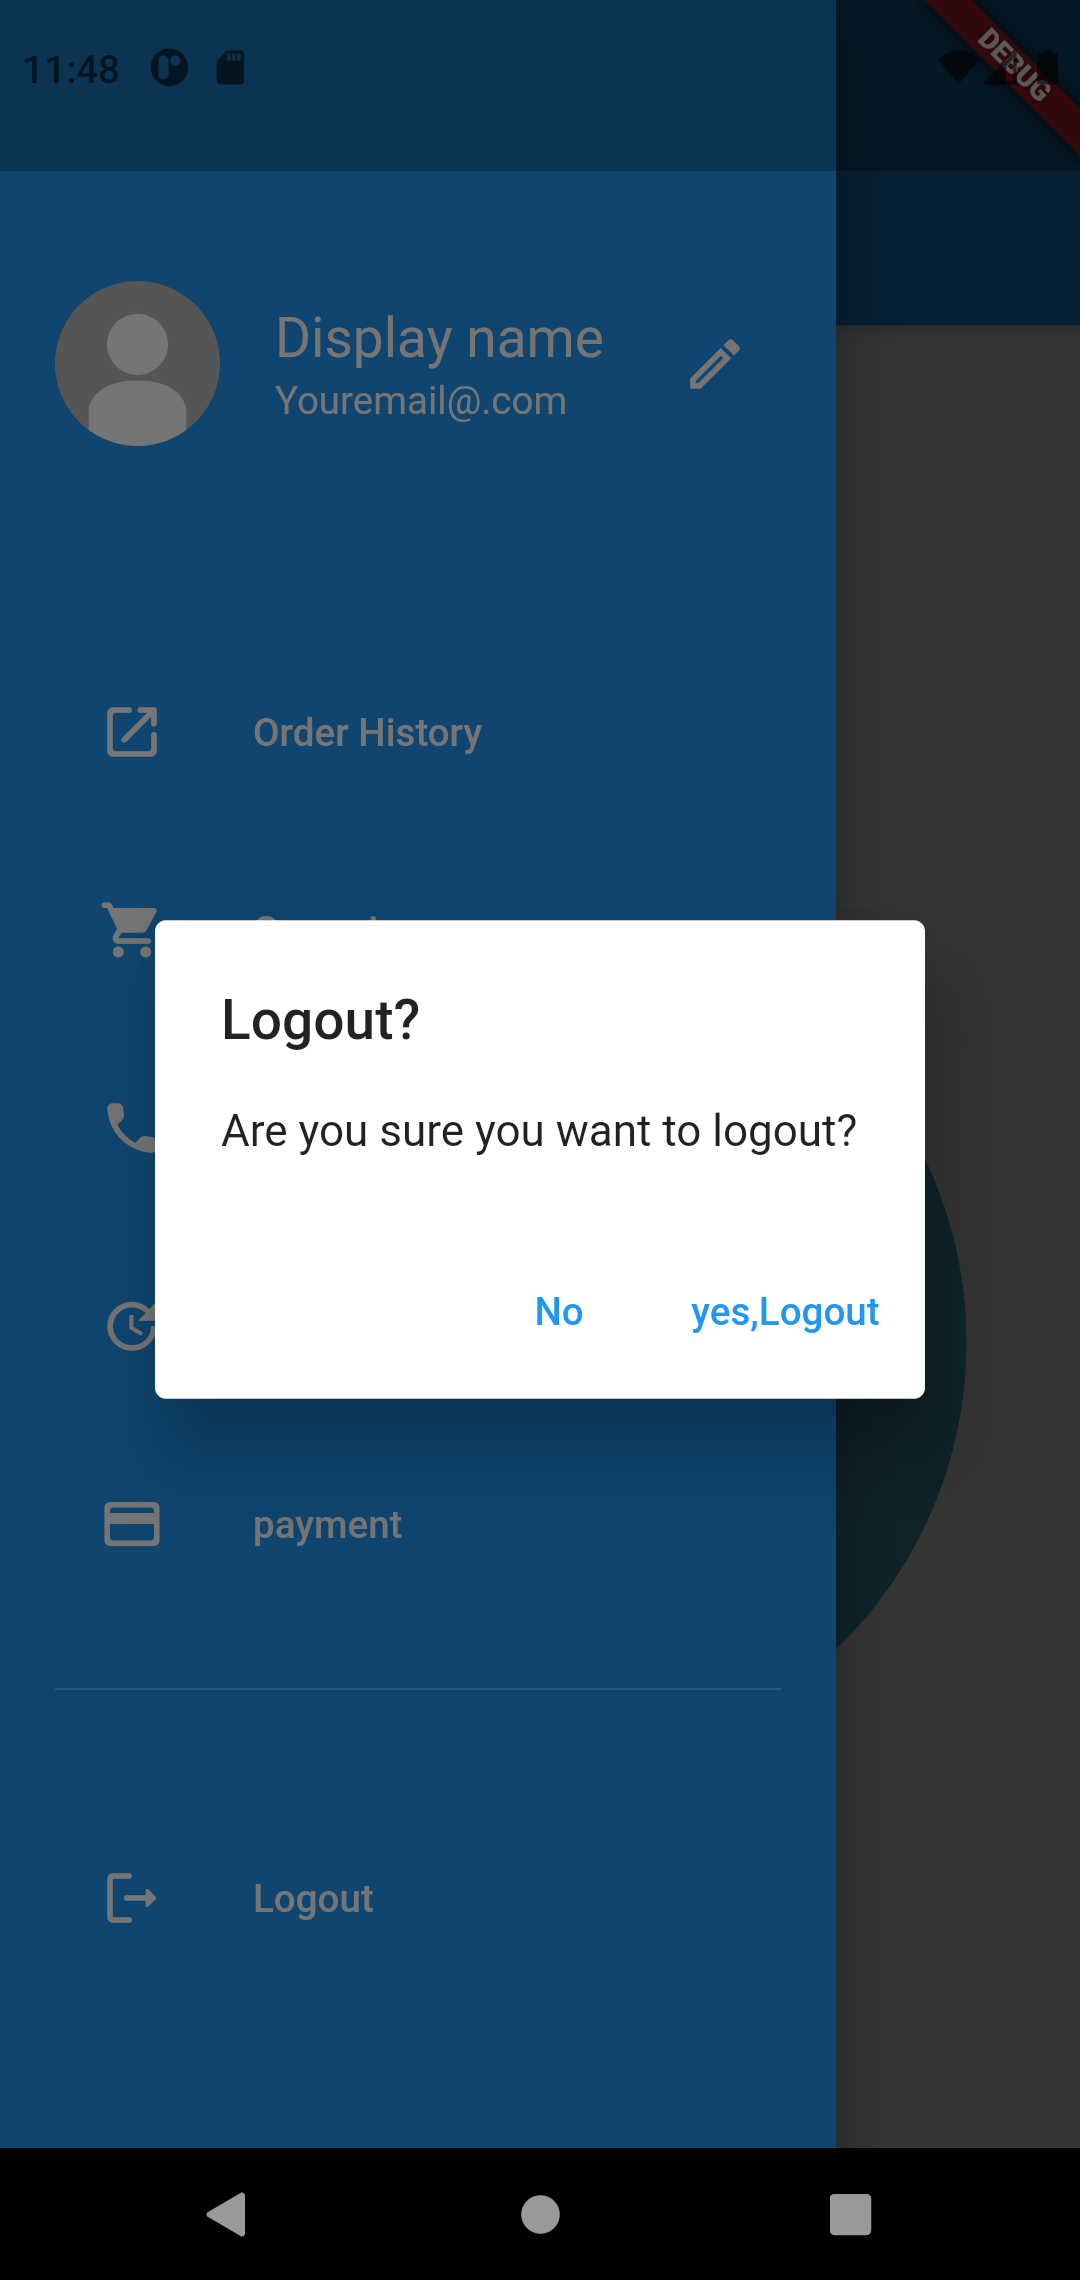 11:48
DEBUG
Display name
Youremail@.com
Order History
Logout?
Are you sure you want to logout?
No
yes,Logout
payment
Logout